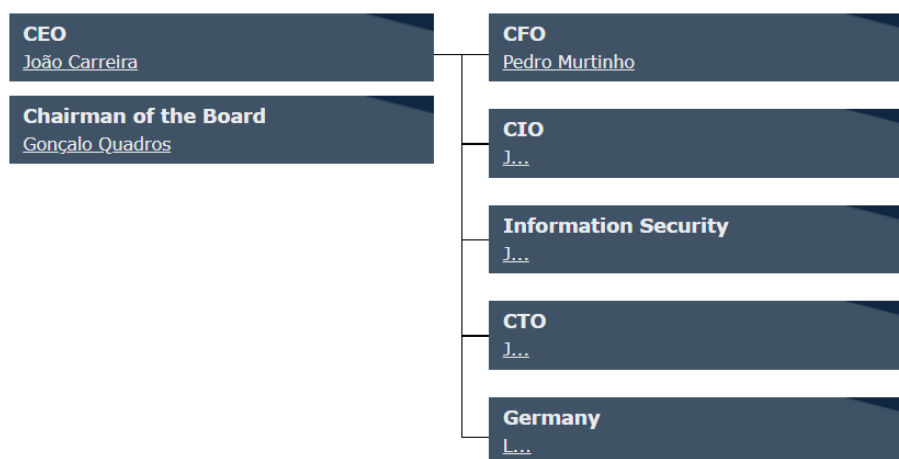 CEO
João Carreira
Chairman of the Board
Gonçalo Quadros
CFO
Pedro Murtinho
CIO
J...
Information Security
J...
CTO
J...
Germany
L...